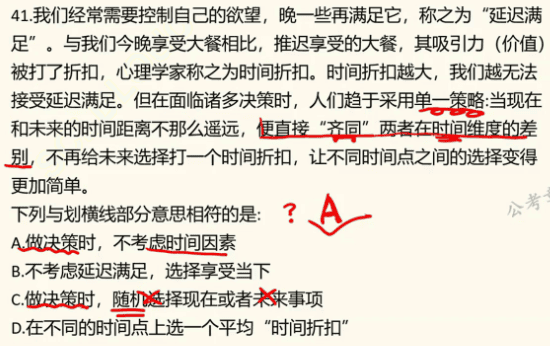 41.我们经常需要控制自己的欲望，晚一些再满足它，称之为“延迟满
足”。与我们今晚享受大餐相比，推迟享受的大餐，其吸引力（价值）
被打了折扣，心理学家称之为时间折扣。时间折扣越大，我们越无法
接受延迟满足。但在面临诸多决策时，人们趋于采用单一策略:当现在
和未来的时间距离不那么遥远，便直接“齐同”两者在时间维度的差
别，不再给未来选择打一个时间折扣，让不同时间点之间的选择变得
更加简单。
下列与划横线部分意思相符的是: ? A
A.做决策时，不考虑时间因素
B.不考虑延迟满足，选择享受当下
C.做决策时，随机选择现在或者未来事项
D.在不同的时间点上选一个平均“时间折扣”
公考